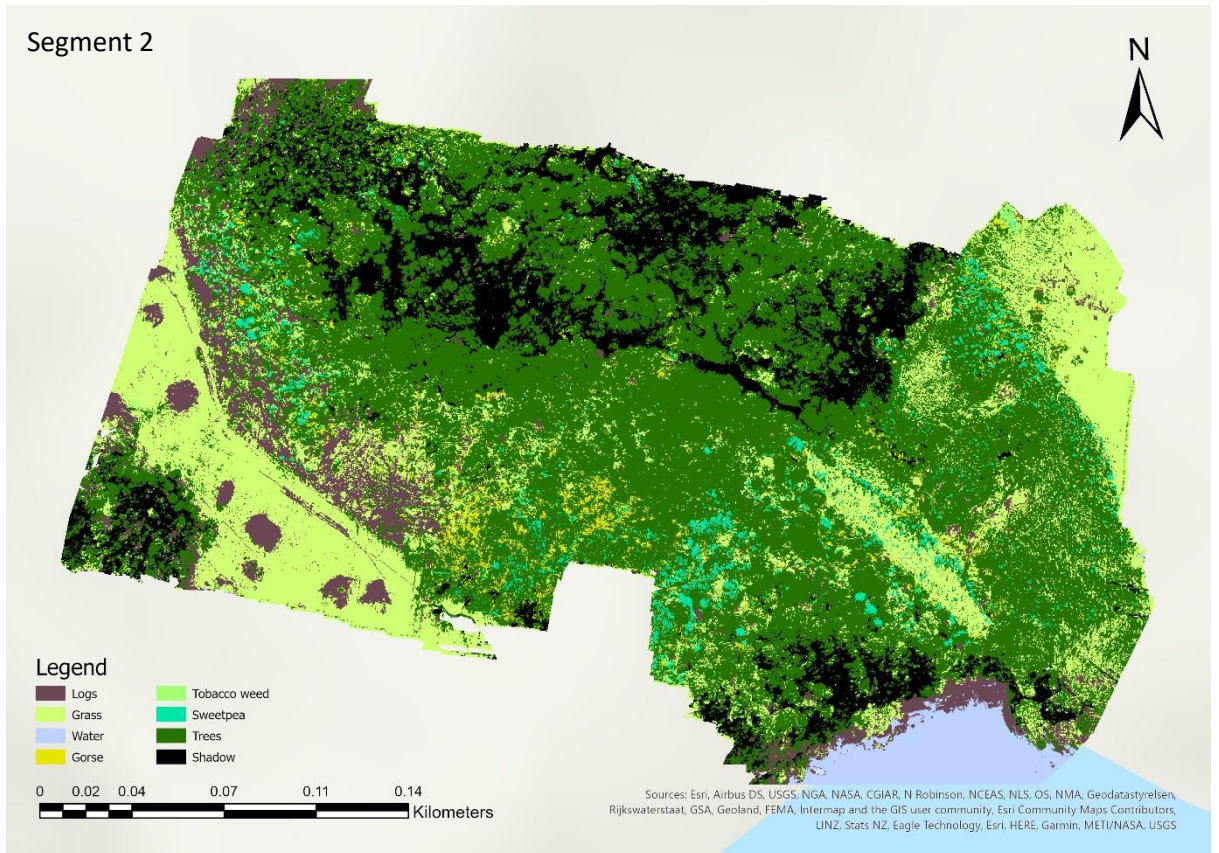 Segment 2
N
Legend
Logs
Grass
Water
Gorse
Tobacco weed
Sweetpea
Trees
Shadow
0 0.02 0.04 0.07 0.11 0.14
Kilometers
Sources: Esri, Airbus DS, USGS, NGA, NASA, CGIAR, N Robinson, NCEAS, NLS, OS, NMA, Geodatastyrelsen,
Rijkswaterstaat, GSA, Geoland, FEMA, Intermap and the GIS user community, Esri Community Maps Contributors,
LINZ, Stats NZ, Eagle Technology, Esri, HERE, Garmin, METI/NASA, USGS